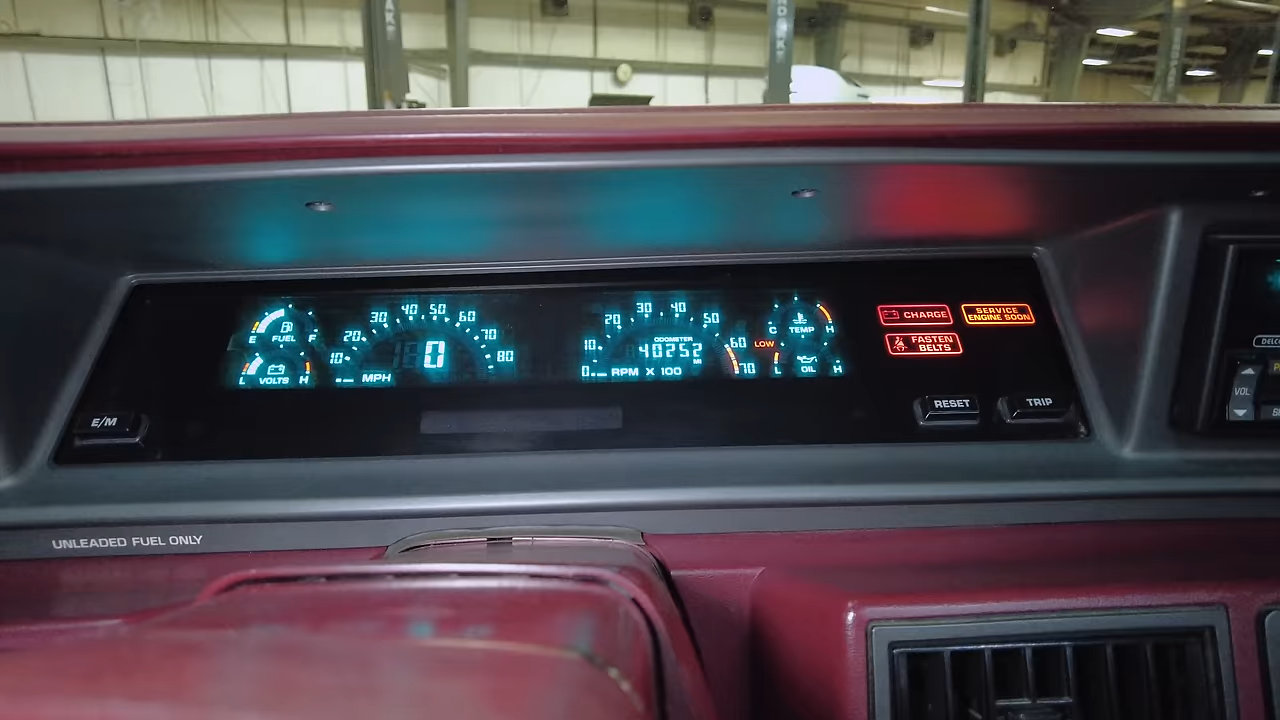 E FUEL F
L VOLTS H
10 20 30 40 50 60 70 80
0
MPH
0 10 20 30 40 50 60 70
ODOMETER
40252
MI
RPM X 100
C TEMP H
LOW
L OIL H
CHARGE
SERVICE
ENGINE SOON
FASTEN
BELTS
E/M
RESET
TRIP
VOL
UNLEADED FUEL ONLY